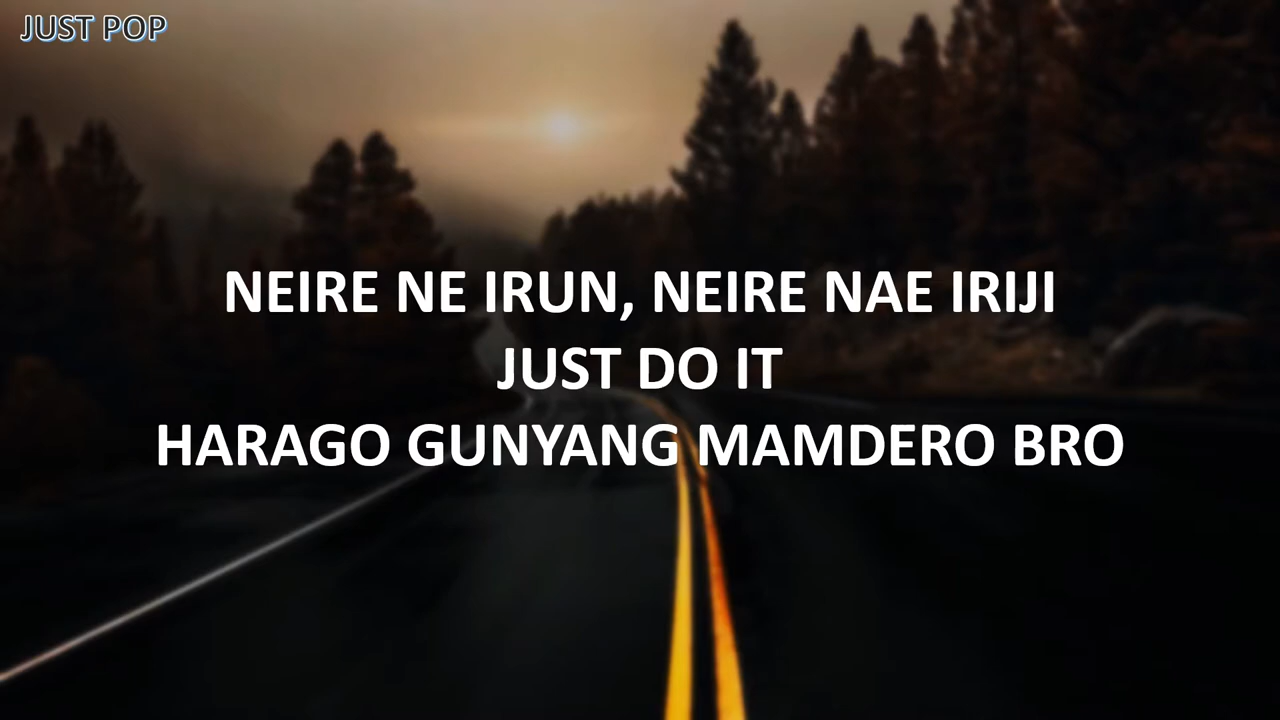 JUST POP
NEIRE NE IRUN, NEIRE NAE IRIJI
JUST DO IT
HARAGO GUNYANG MAMDERO BRO